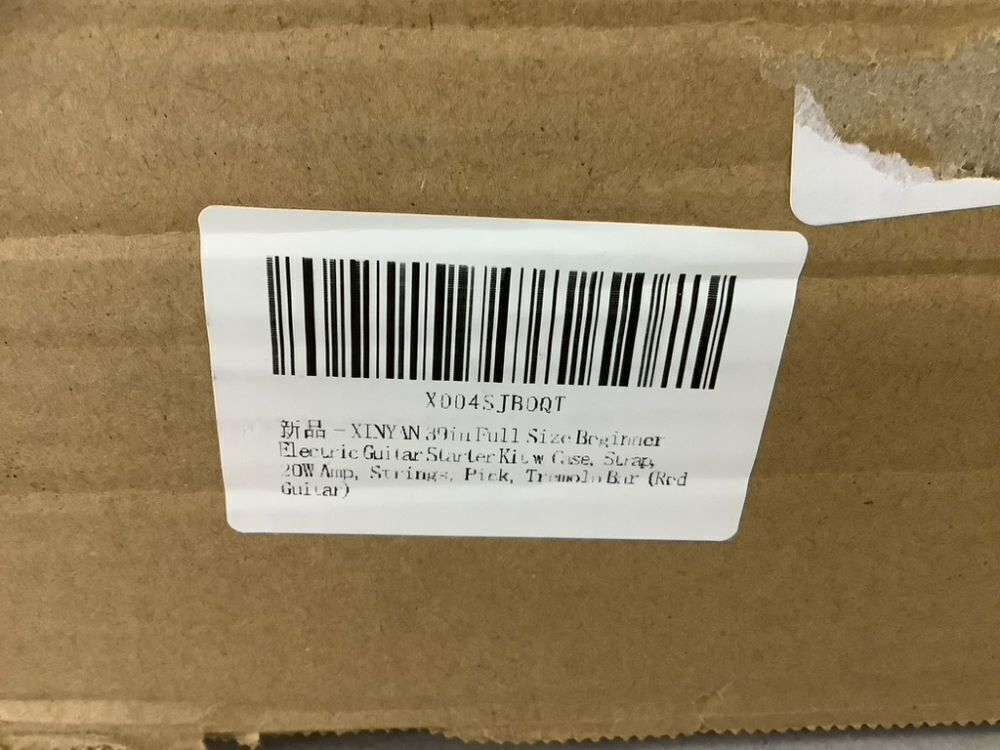 X004SJB0QT
新品 - XINYAN 39in Full Size Beginner
Electric Guitar Starter Kit w Case, Strap,
20W Amp, Strings, Pick, Tremolo Bar (Red
Guitar)